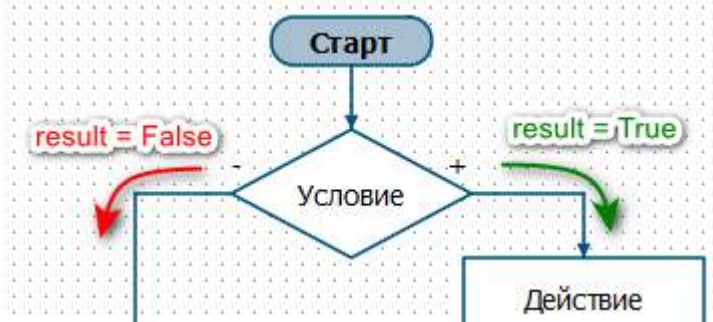 Старт
result = False
result = True
- +
Условие
Действие